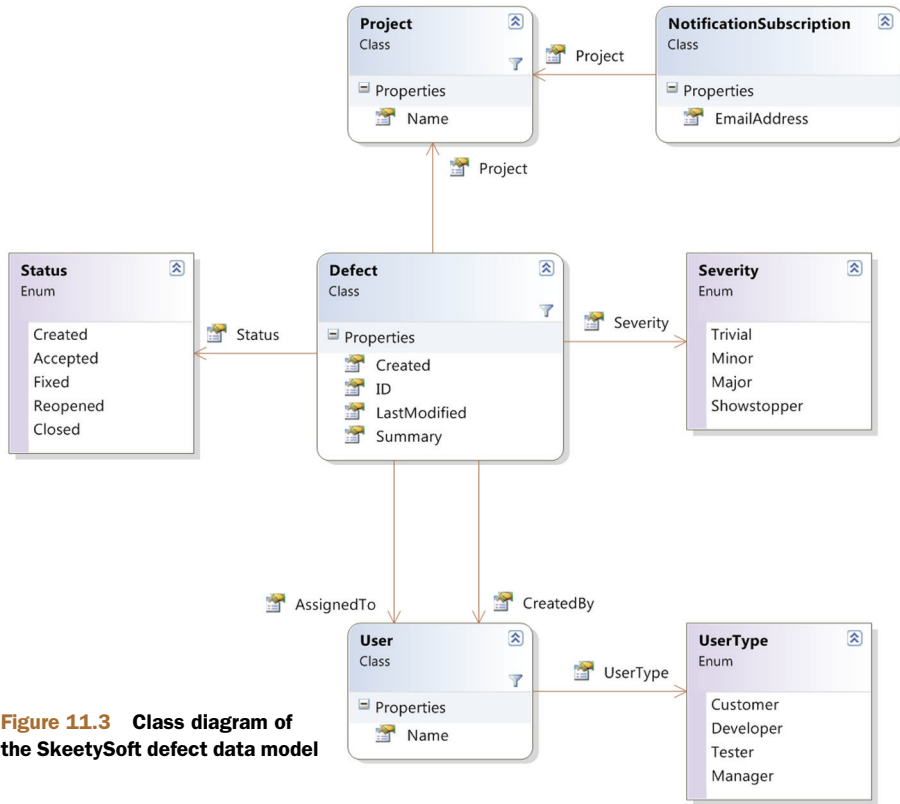 Project
Class
Properties
Name
Project
NotificationSubscription
Class
Properties
EmailAddress
Project
Status
Enum
Created
Accepted
Fixed
Reopened
Closed
Status
Defect
Class
Properties
Created
ID
LastModified
Summary
Severity
Severity
Enum
Trivial
Minor
Major
Showstopper
AssignedTo
CreatedBy
User
Class
Properties
Name
UserType
UserType
Enum
Customer
Developer
Tester
Manager
Figure 11.3 Class diagram of
the SkeetySoft defect data model